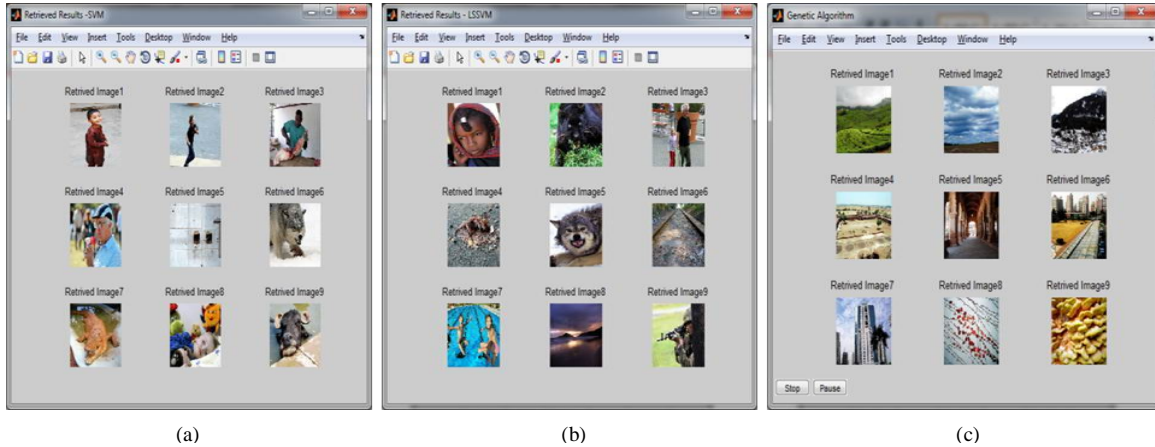 Retrieved Results -SVM
File Edit View Insert Tools Desktop Window Help
Retrived Image1 Retrived Image2 Retrived Image3
Retrived Image4 Retrived Image5 Retrived Image6
Retrived Image7 Retrived Image8 Retrived Image9
(a)
Retrieved Results - LSSVM
File Edit View Insert Tools Desktop Window Help
Retrived Image1 Retrived Image2 Retrived Image3
Retrived Image4 Retrived Image5 Retrived Image6
Retrived Image7 Retrived Image8 Retrived Image9
(b)
Genetic Algorithm
File Edit View Insert Tools Desktop Window Help
Retrived Image1 Retrived Image2 Retrived Image3
Retrived Image4 Retrived Image5 Retrived Image6
Retrived Image7 Retrived Image8 Retrived Image9
Stop Pause
(c)